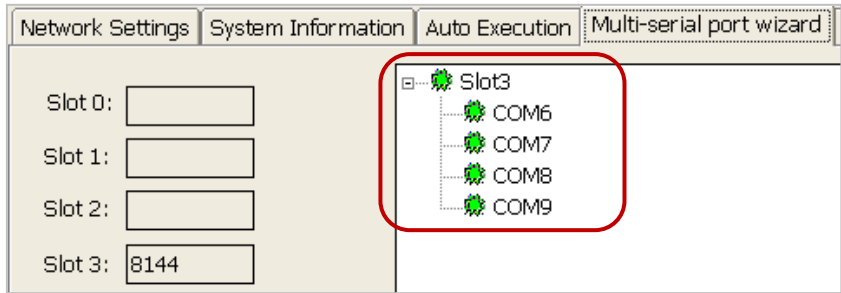 Network Settings System Information Auto Execution Multi-serial port wizard
Slot 0:
Slot 1:
Slot 2:
Slot 3: 8144
Slot3
COM6
COM7
COM8
COM9